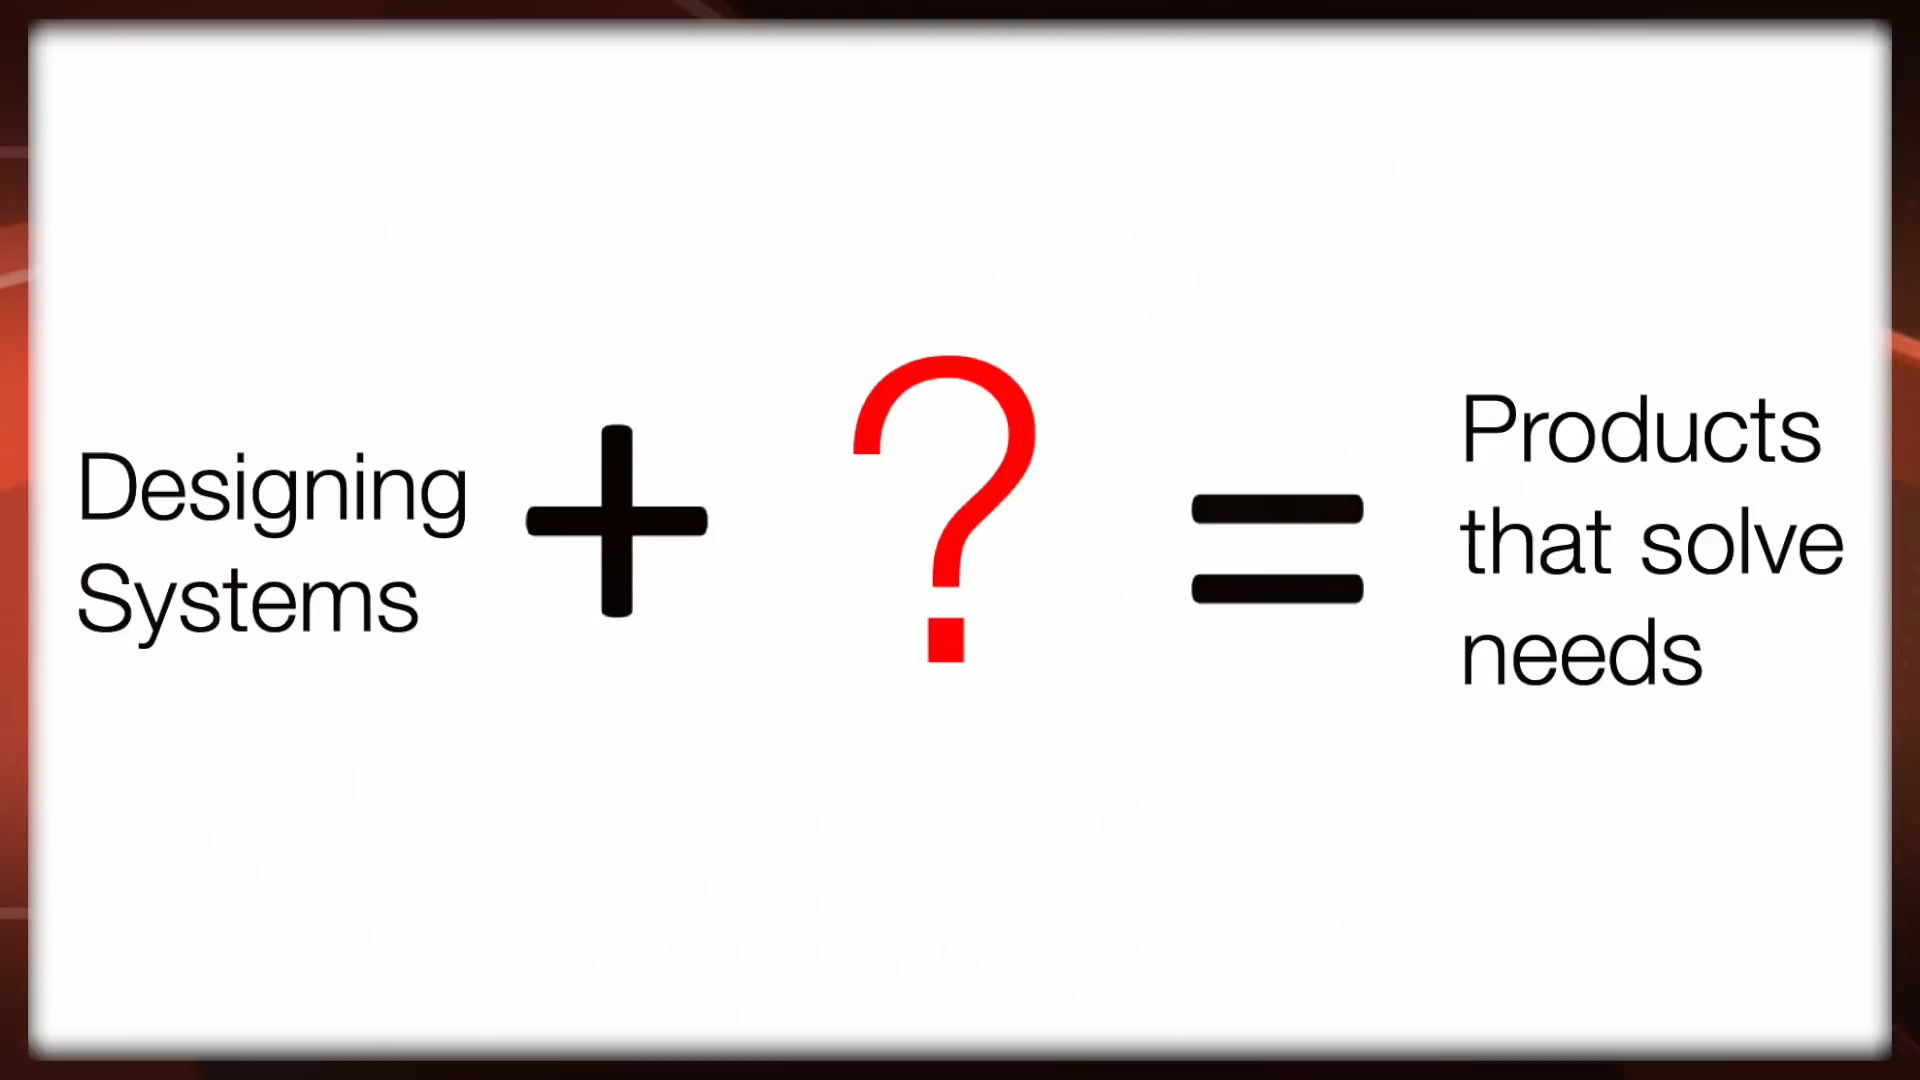 Designing
Systems
+
?
=
Products
that solve
needs